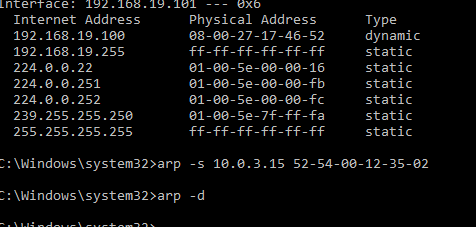 Interface: 192.168.19.101 --- 0x6
Internet Address Physical Address Type
192.168.19.100 08-00-27-17-46-52 dynamic
192.168.19.255 ff-ff-ff-ff-ff-ff static
224.0.0.22 01-00-5e-00-00-16 static
224.0.0.251 01-00-5e-00-00-fb static
224.0.0.252 01-00-5e-00-00-fc static
239.255.255.250 01-00-5e-7f-ff-fa static
255.255.255.255 ff-ff-ff-ff-ff-ff static
C:\Windows\system32>arp -s 10.0.3.15 52-54-00-12-35-02
C:\Windows\system32>arp -d
C:\Windows\system32>